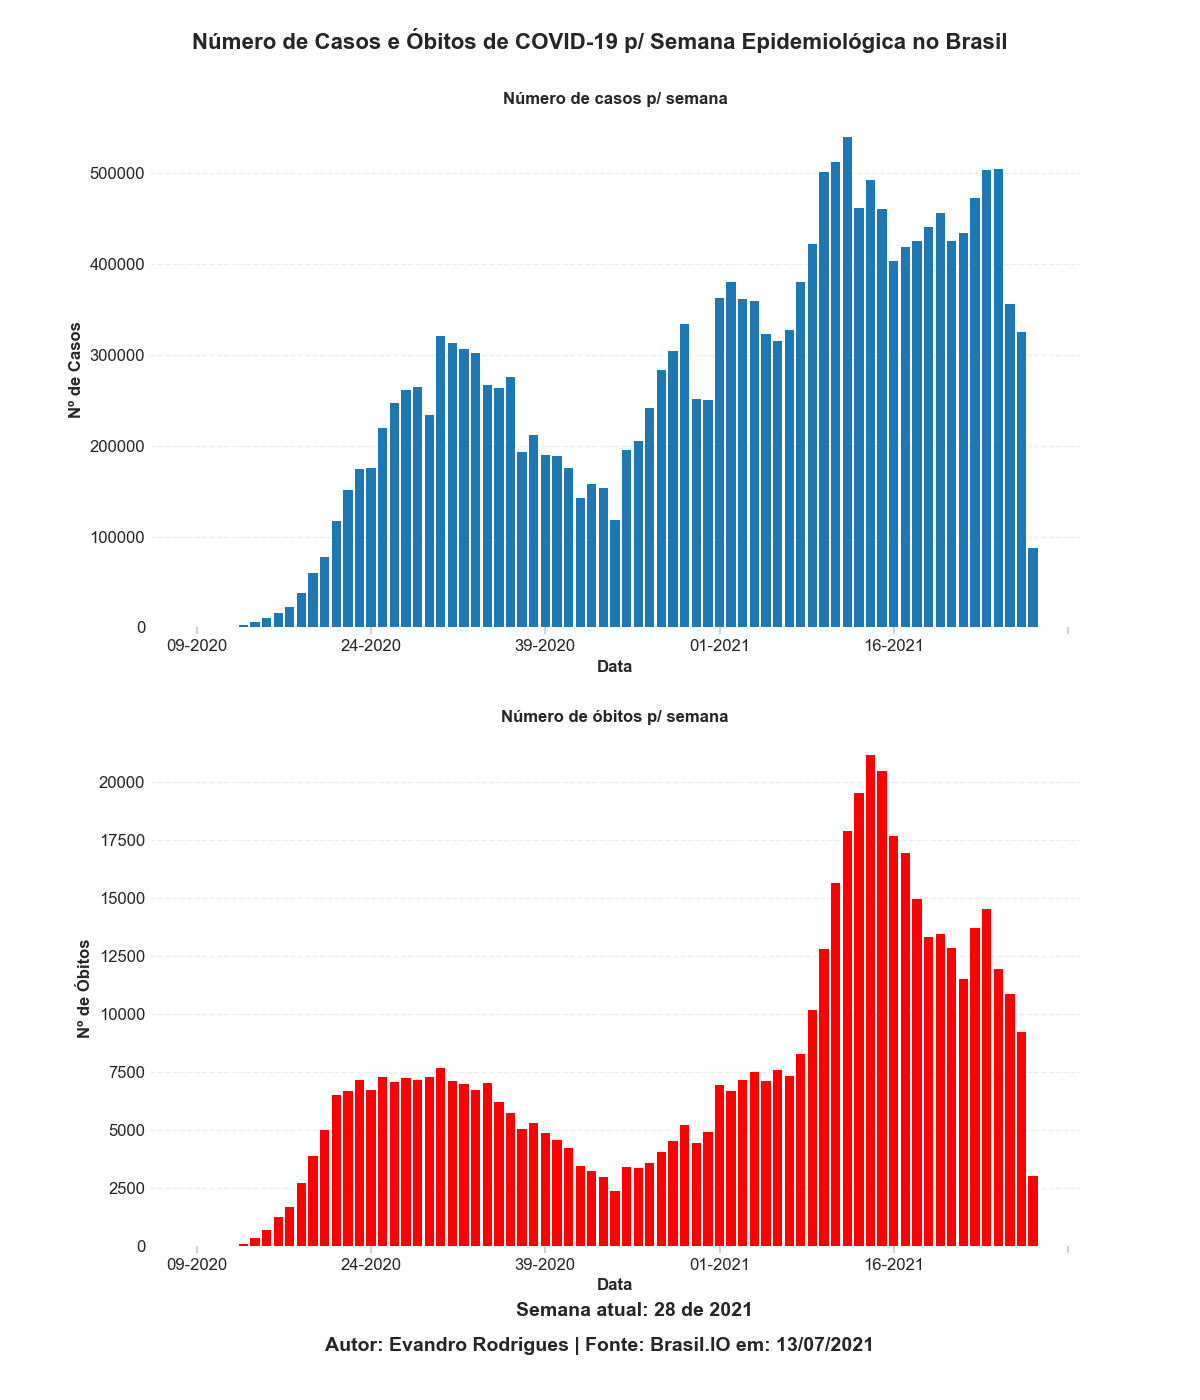 Número de Casos e Óbitos de COVID-19 p/ Semana Epidemiológica no Brasil
Número de casos p/ semana
500000
400000
300000
200000
100000
0
Nº de Casos
09-2020 24-2020 39-2020 01-2021 16-2021
Data
Número de óbitos p/ semana
20000
17500
15000
12500
10000
7500
5000
2500
0
Nº de Óbitos
09-2020 24-2020 39-2020 01-2021 16-2021
Data
Semana atual: 28 de 2021
Autor: Evandro Rodrigues | Fonte: Brasil.IO em: 13/07/2021